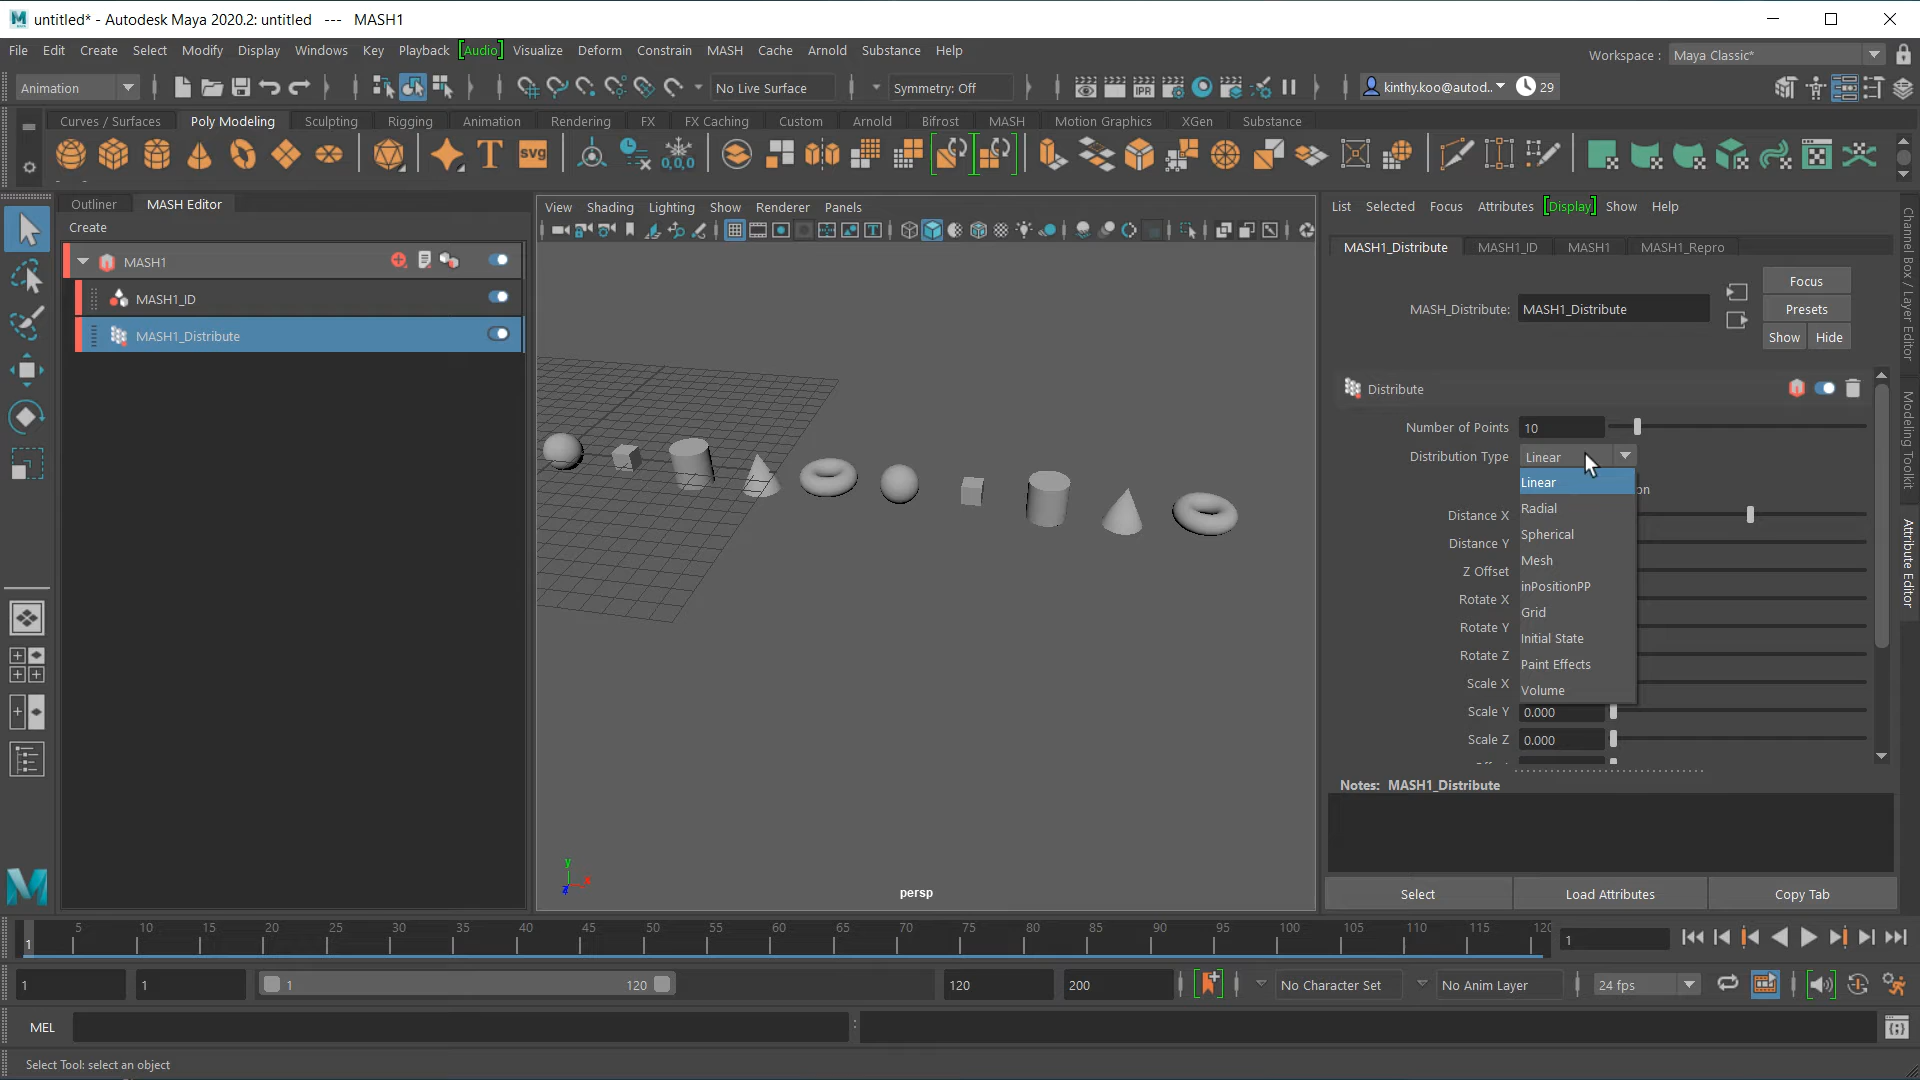 untitled* - Autodesk Maya 2020.2: untitled   ---   MASH1
File Edit Create Select Modify Display Windows Key Playback [Audio] Visualize Deform Constrain MASH Cache Arnold Substance Help
Workspace : Maya Classic*
Animation No Live Surface Symmetry: Off IPR kinthy.koo@autod.. 29
Curves / Surfaces Poly Modeling Sculpting Rigging Animation Rendering FX FX Caching Custom Arnold Bifrost MASH Motion Graphics XGen Substance
T svg 0,0,0
Outliner MASH Editor
Create
MASH1
MASH1_ID
MASH1_Distribute
View Shading Lighting Show Renderer Panels
persp
y
z
x
List Selected Focus Attributes [Display] Show Help
MASH1_Distribute MASH1_ID MASH1 MASH1_Repro
Focus
MASH_Distribute: MASH1_Distribute Presets
Show Hide
Distribute
Number of Points 10
Distribution Type Linear
Linear
on
Radial
Distance X
Spherical
Distance Y
Mesh
Z Offset
inPositionPP
Rotate X
Grid
Rotate Y
Initial State
Rotate Z
Paint Effects
Scale X
Volume
Scale Y 0.000
Scale Z 0.000
Notes: MASH1_Distribute
Select Load Attributes Copy Tab
Channel Box / Layer Editor
Modeling Toolkit
Attribute Editor
5 10 15 20 25 30 35 40 45 50 55 60 65 70 75 80 85 90 95 100 105 110 115 120
1 1
1 1 1 120 120 200 No Character Set No Anim Layer 24 fps
MEL
Select Tool: select an object